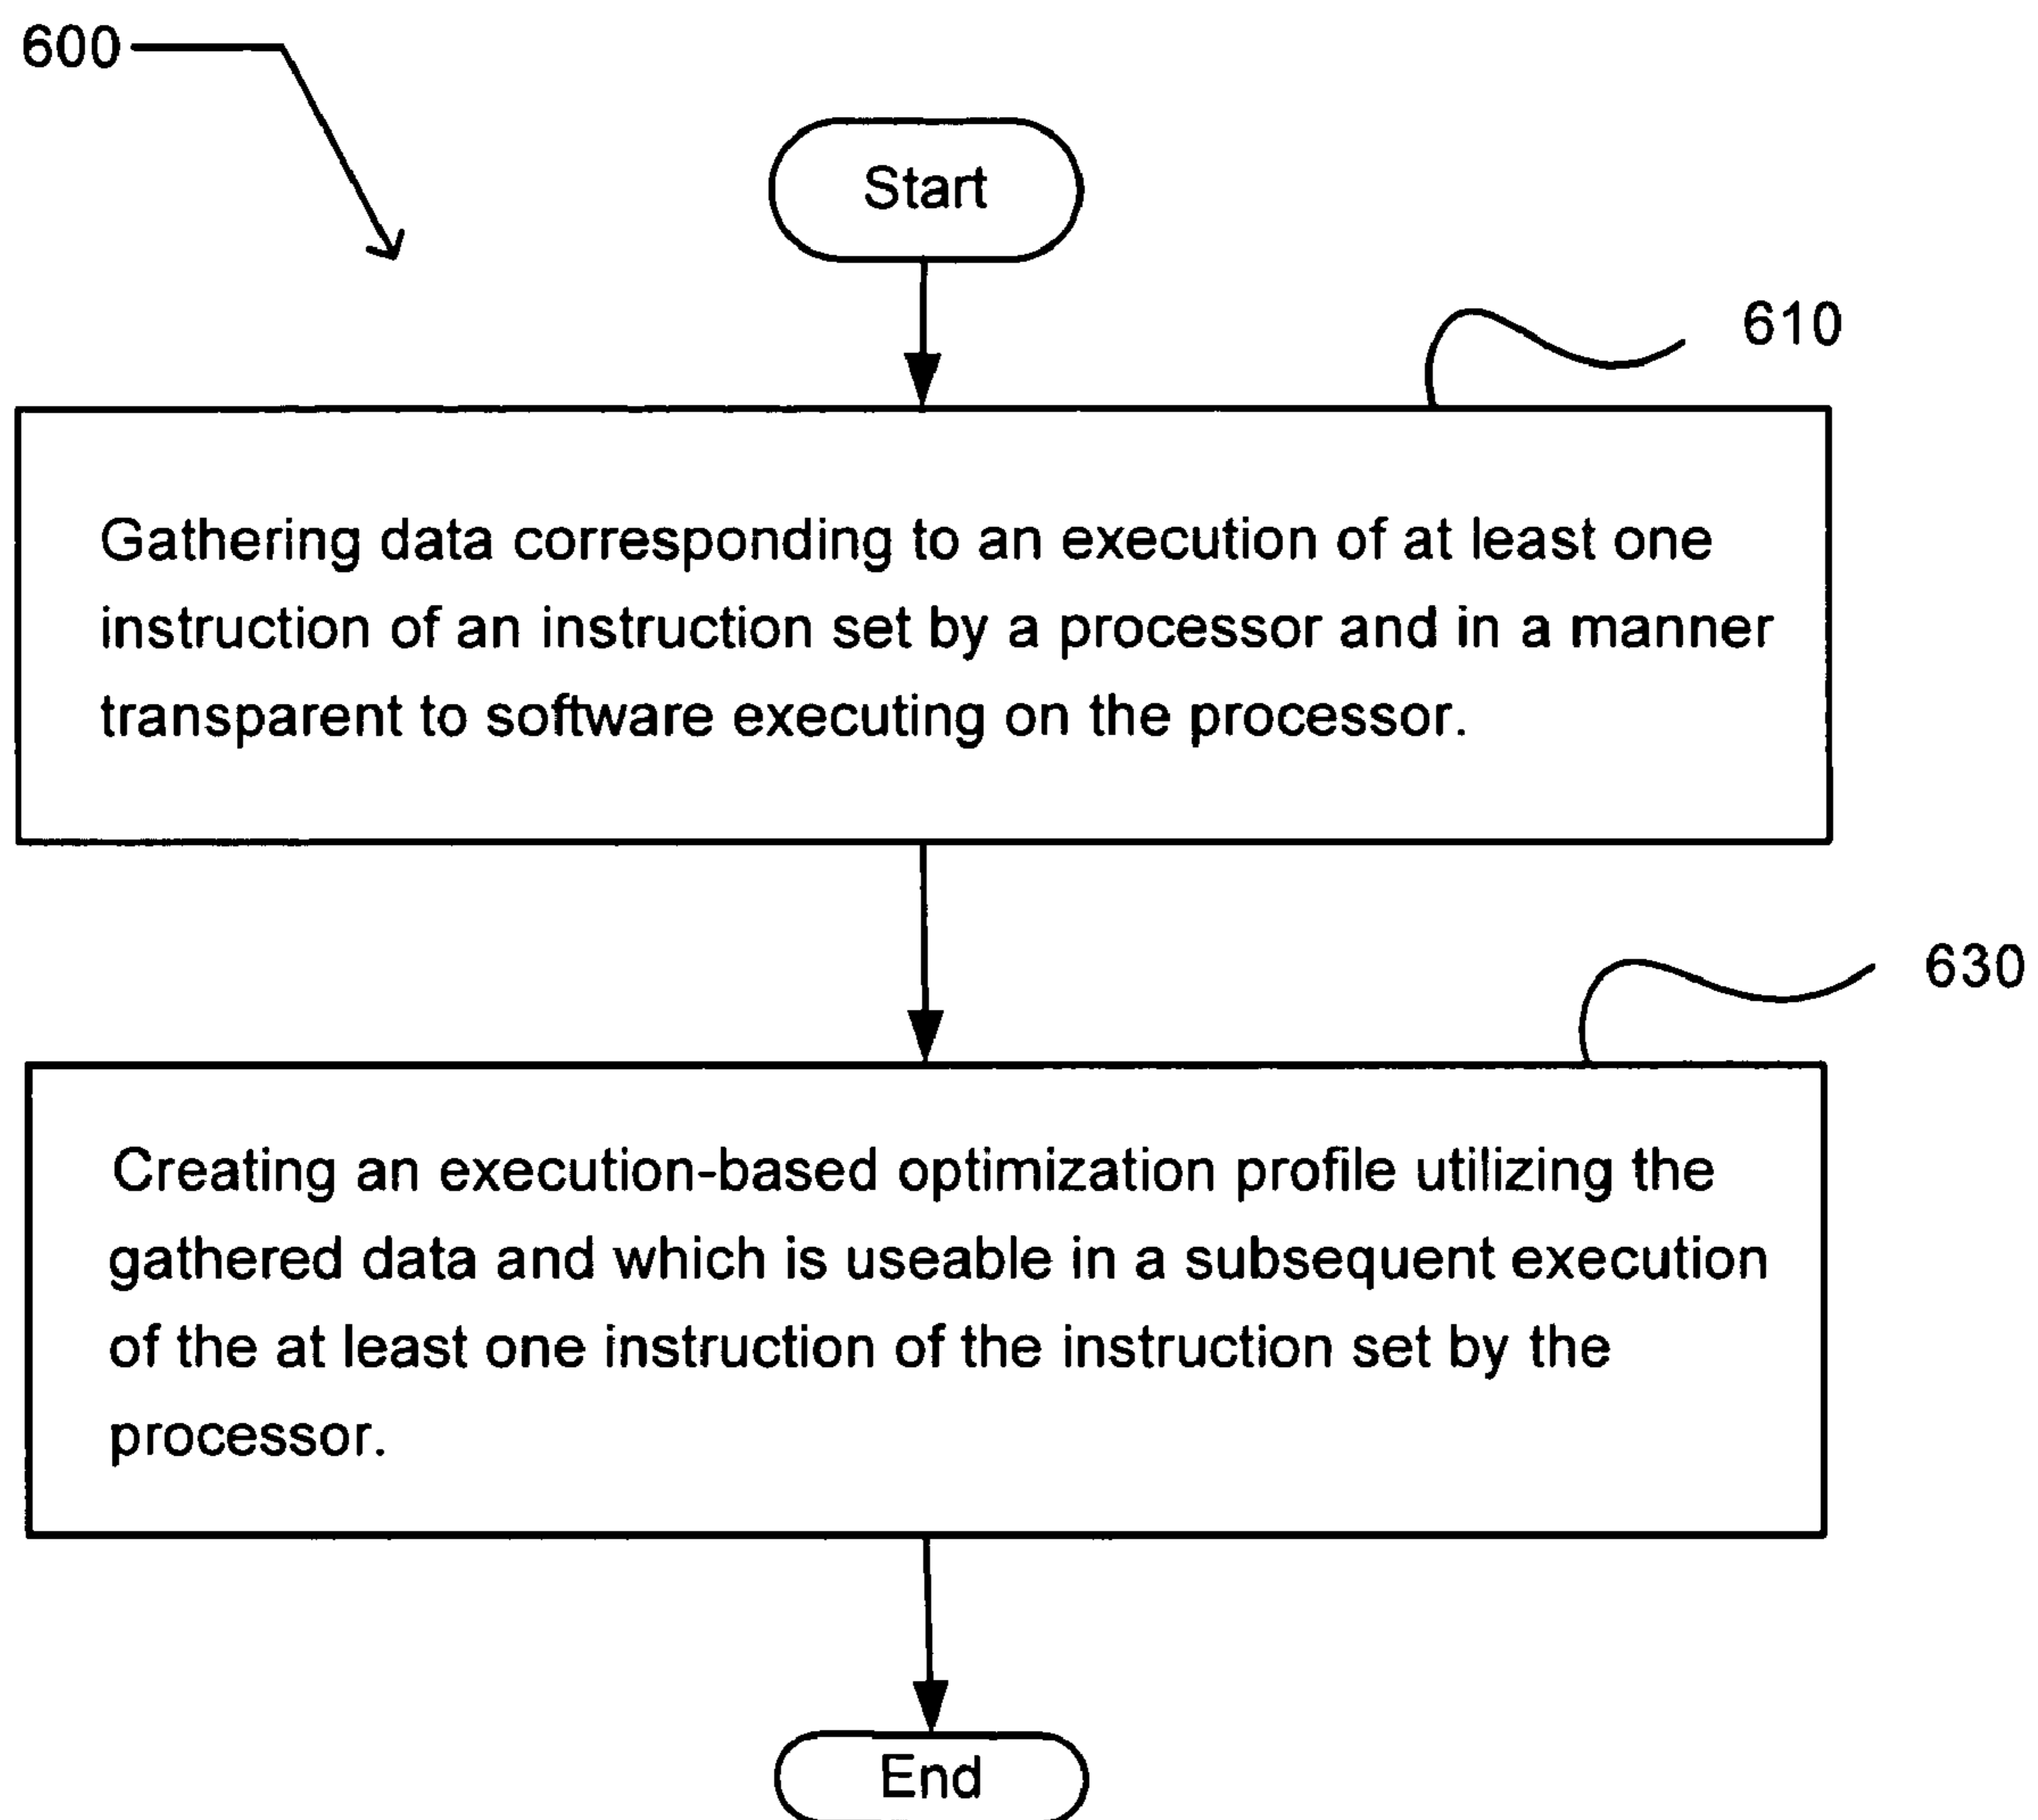 600
Start
610
Gathering data corresponding to an execution of at least one
instruction of an instruction set by a processor and in a manner
transparent to software executing on the processor.
630
Creating an execution-based optimization profile utilizing the
gathered data and which is useable in a subsequent execution
of the at least one instruction of the instruction set by the
processor.
End